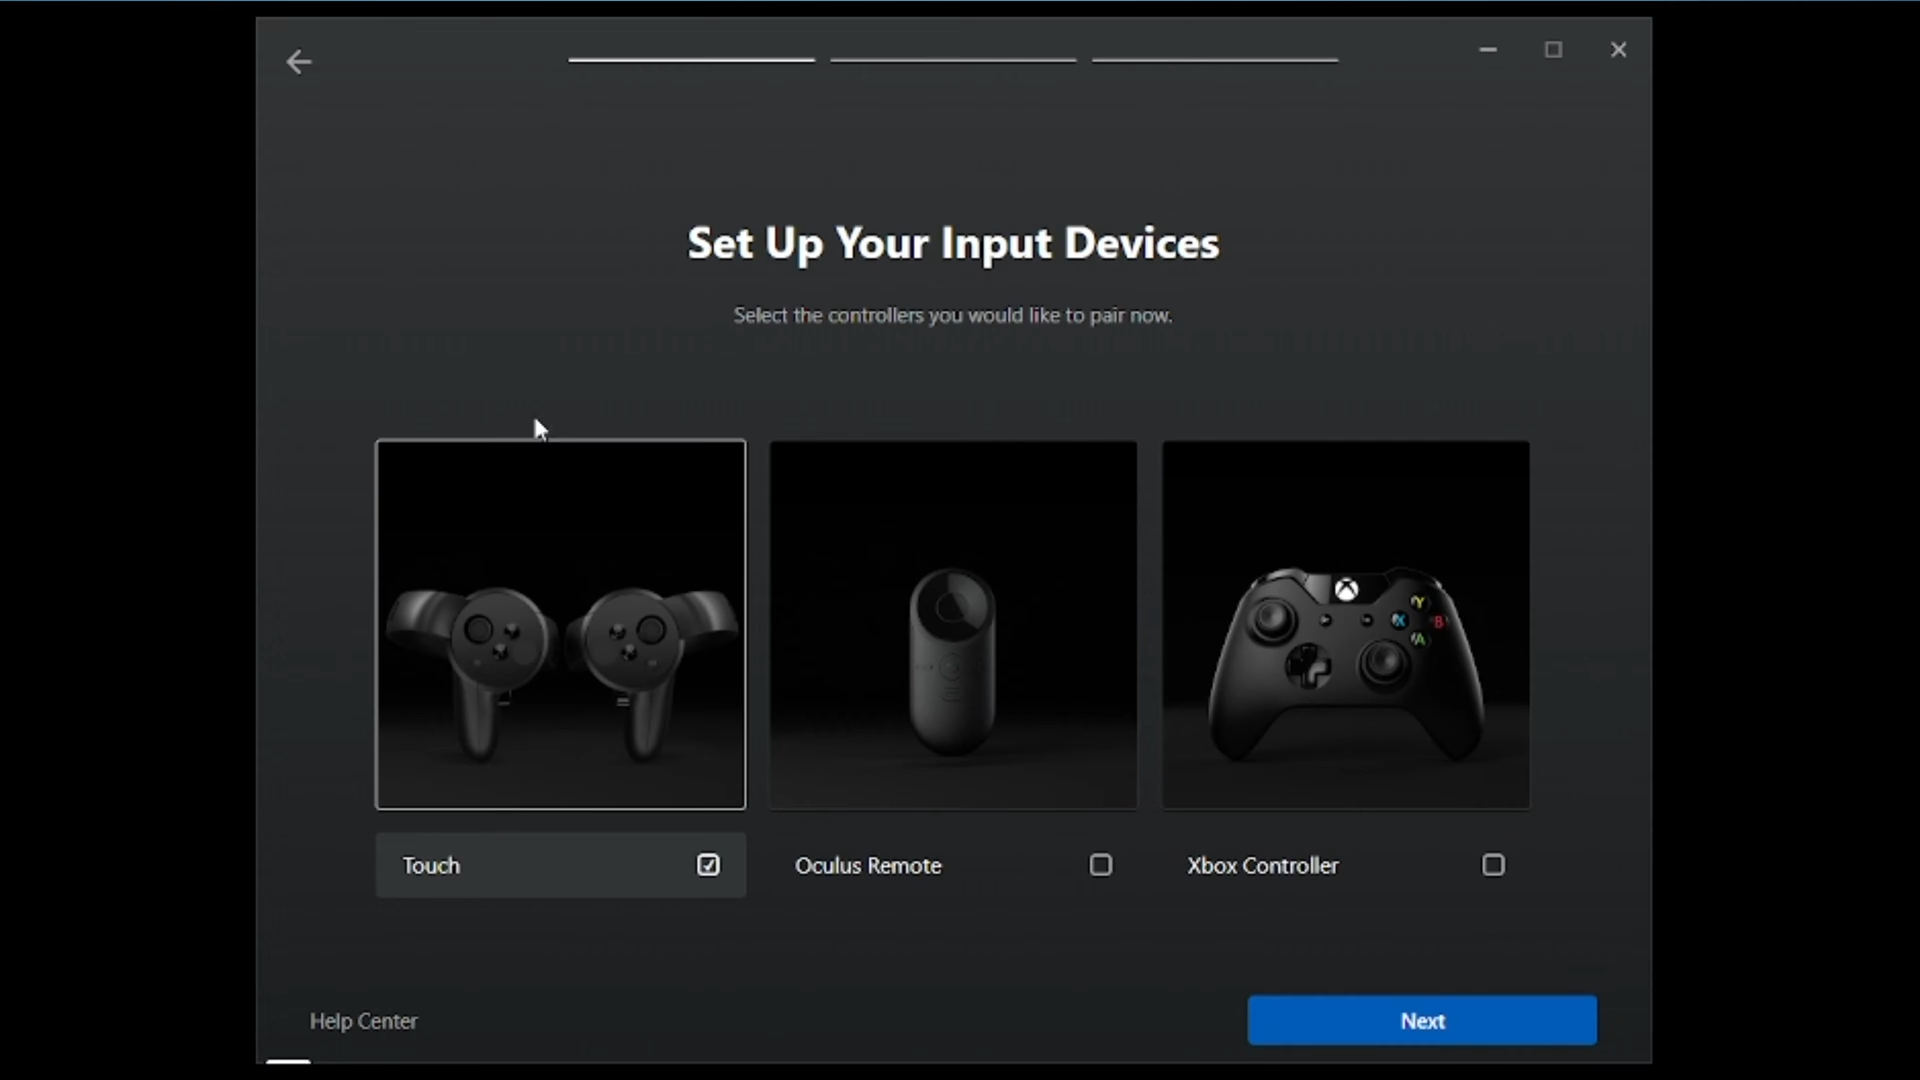 Set Up Your Input Devices
Select the controllers you would like to pair now.
Y
X
B
A
Touch
Oculus Remote
Xbox Controller
Help Center
Next